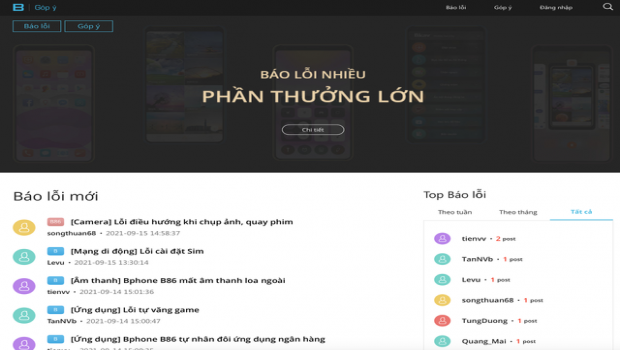 B Góp ý
Báo lỗi Góp ý Đăng nhập
Báo lỗi Góp ý
BÁO LỖI NHIỀU
PHẦN THƯỞNG LỚN
Chi tiết
Báo lỗi mới
[Camera] Lỗi điều hướng khi chụp ảnh, quay phim
songthuan68 • 2021-09-15 14:58:37
[Mạng di động] Lỗi cài đặt Sim
Levu • 2021-09-15 13:30:14
[Âm thanh] Bphone B86 mất âm thanh loa ngoài
tienvv • 2021-09-14 15:01:36
[Ứng dụng] Lỗi tự văng game
TanNVb • 2021-09-14 15:00:47
[Ứng dụng] Bphone B86 tự nhân đôi ứng dụng ngân hàng
Top Báo lỗi
Theo tuần Theo tháng Tất cả
tienvv • 2 post
TanNVb • 1 post
Levu • 1 post
songthuan68 • 1 post
TungDuong • 1 post
Quang_Mai • 1 post